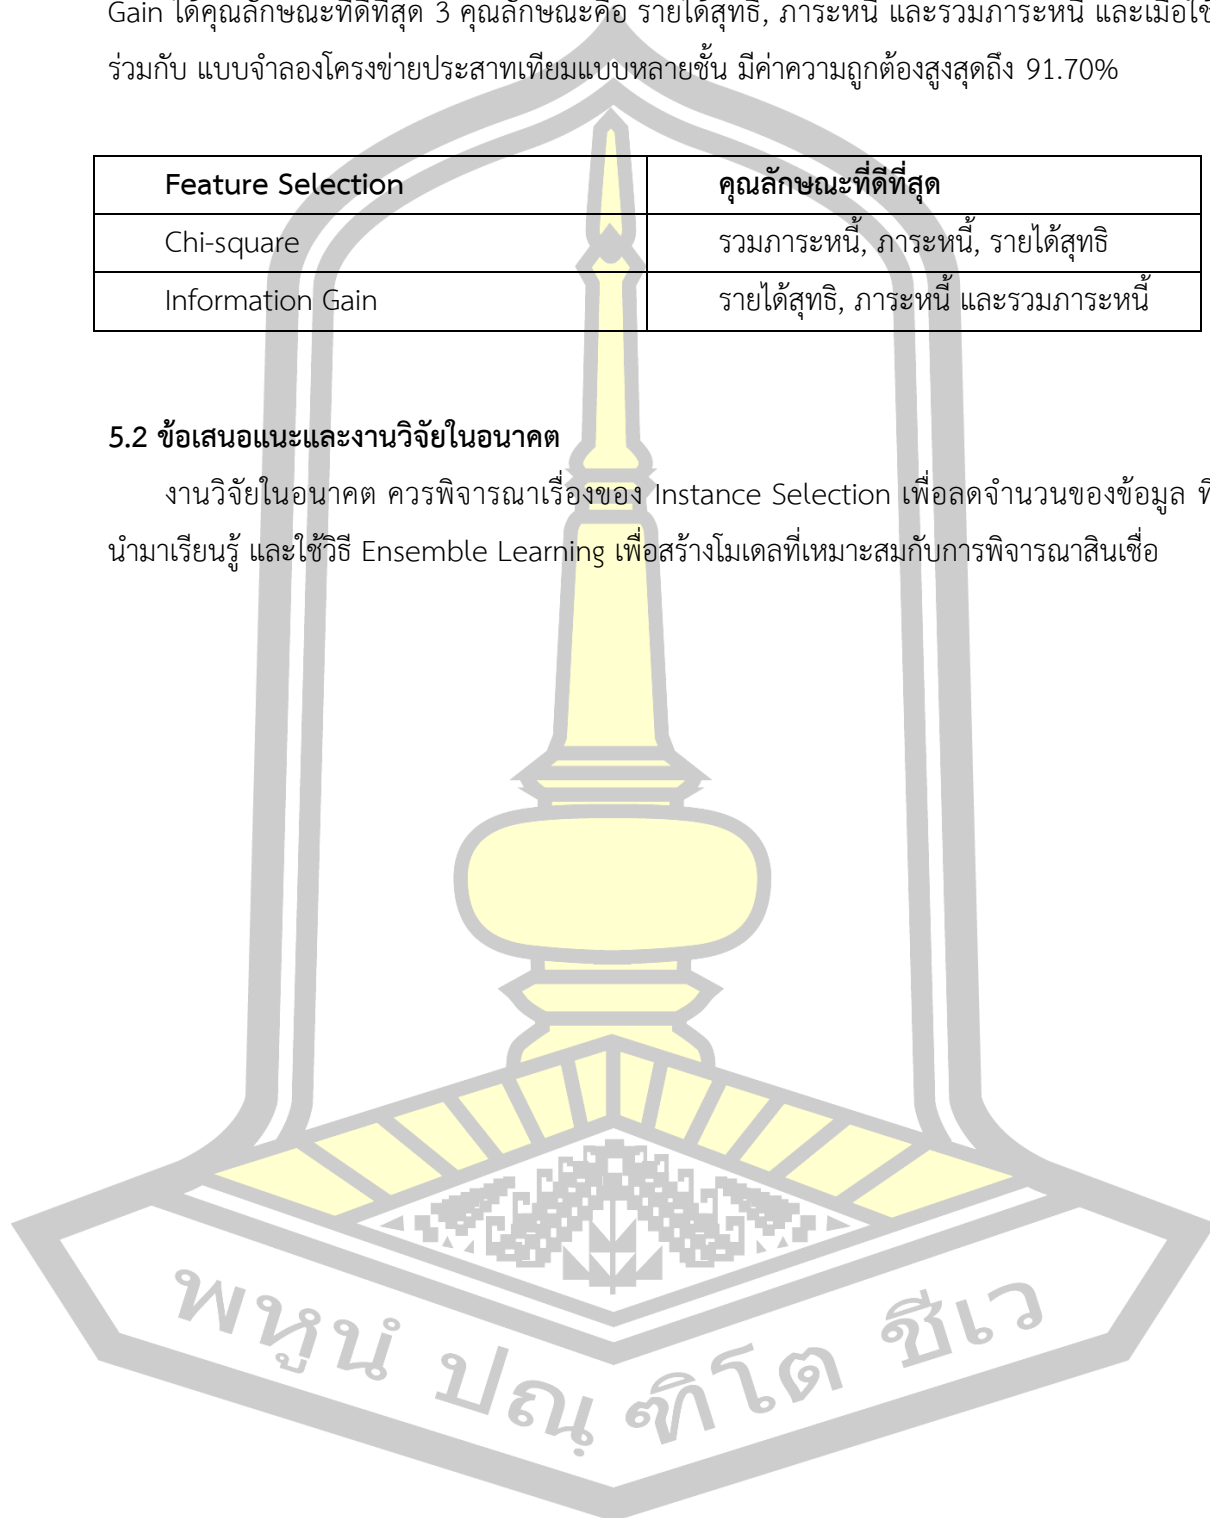 Gain ได้คุณลักษณะที่ดีที่สุด 3 คุณลักษณะคือ รายได้สุทธิ, ภาระหนี้ และรวมภาระหนี้ และเมื่อใช้
ร่วมกับ แบบจำลองโครงข่ายประสาทเทียมแบบหลายชั้น มีค่าความถูกต้องสูงสุดถึง 91.70%
Feature Selection คุณลักษณะที่ดีที่สุด
Chi-square รวมภาระหนี้, ภาระหนี้, รายได้สุทธิ
Information Gain รายได้สุทธิ, ภาระหนี้ และรวมภาระหนี้
5.2 ข้อเสนอแนะและงานวิจัยในอนาคต
งานวิจัยในอนาคต ควรพิจารณาเรื่องของ Instance Selection เพื่อลดจำนวนของข้อมูล ที่
นำมาเรียนรู้ และใช้วิธี Ensemble Learning เพื่อสร้างโมเดลที่เหมาะสมกับการพิจารณาสินเชื่อ
พหูนํ ปณฺ ฑิโต ชีเว